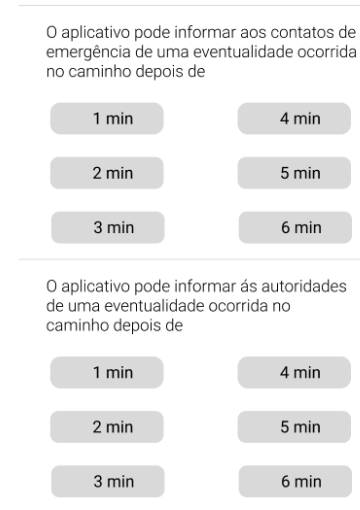 O aplicativo pode informar aos contatos de
emergência de uma eventualidade ocorrida
no caminho depois de
1 min 4 min
2 min 5 min
3 min 6 min
O aplicativo pode informar ás autoridades
de uma eventualidade ocorrida no
caminho depois de
1 min 4 min
2 min 5 min
3 min 6 min